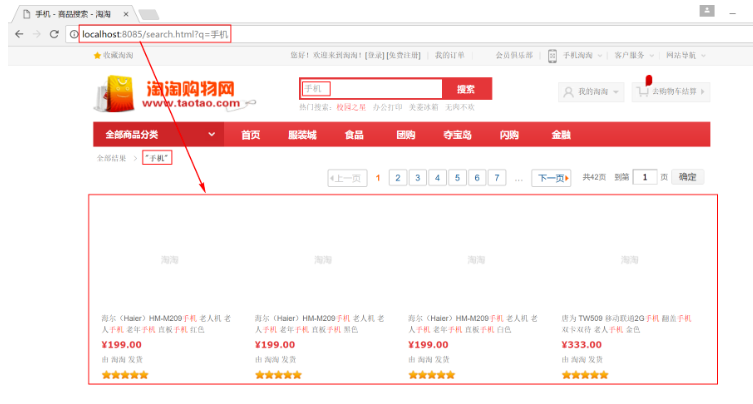 手机 - 商品搜索 - 淘淘
localhost:8085/search.html?q=手机
收藏淘淘 您好！欢迎来到淘淘！[登录][免费注册] 我的订单 会员俱乐部 手机淘淘 客户服务 网站导航
淘淘购物网
www.taotao.com
手机 搜索
热门搜索: 校园之星 办公打印 美菱冰箱 无线不收
我的淘淘 去购物车结算
全部商品分类 首页 服装城 食品 团购 夺宝岛 闪购 金融
全部结果 > "手机"
上一页 1 2 3 4 5 6 7 ... 下一页 共42页 到第 1 页 确定
淘淘 淘淘 淘淘 淘淘
海尔（Haier）HM-M209手机 老人机 老
人手机 老年手机 直板手机 红色
¥199.00
由 淘淘 发货
海尔（Haier）HM-M209手机 老人机 老
人手机 老年手机 直板手机 黑色
¥199.00
由 淘淘 发货
海尔（Haier）HM-M209手机 老人机 老
人手机 老年手机 直板手机 白色
¥199.00
由 淘淘 发货
唐为 TW509 移动联通2G手机 翻盖手机
双卡双待 老人手机 金色
¥333.00
由 淘淘 发货